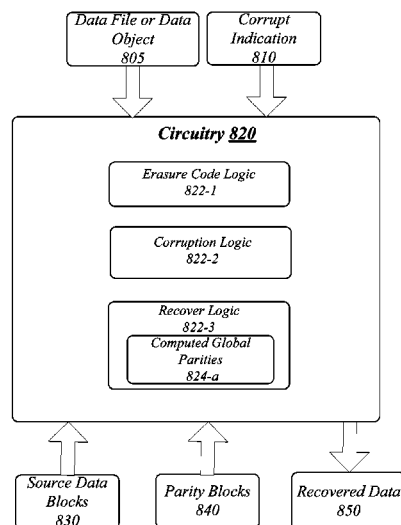 Data File or Data
Object
805
Corrupt
Indication
810
Circuitry 820
Erasure Code Logic
822-1
Corruption Logic
822-2
Recover Logic
822-3
Computed Global
Parities
824-a
Source Data
Blocks
830
Parity Blocks
840
Recovered Data
850